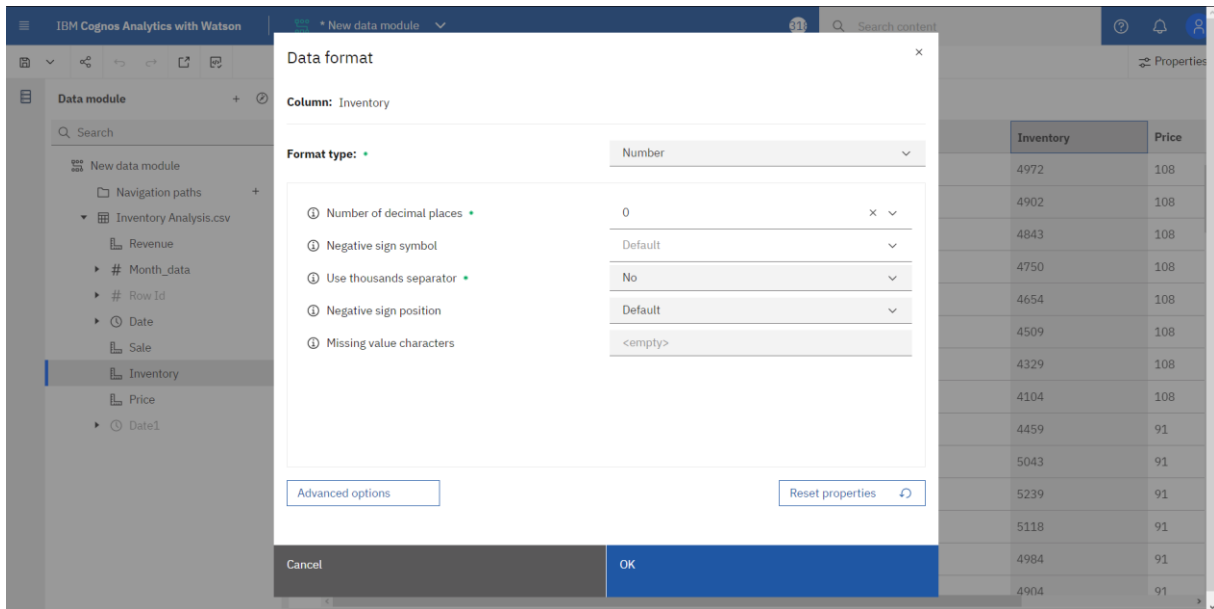 IBM Cognos Analytics with Watson
* New data module
Search content
Properties
Data module
Search
New data module
Navigation paths
Inventory Analysis.csv
Revenue
# Month_data
# Row Id
Date
Sale
Inventory
Price
Date1
Data format
Column: Inventory
Format type:
Number
Number of decimal places
0
Negative sign symbol
Default
Use thousands separator
No
Negative sign position
Default
Missing value characters
<empty>
Advanced options
Reset properties
Cancel
OK
Inventory Price
4972 108
4902 108
4843 108
4750 108
4654 108
4509 108
4329 108
4104 108
4459 91
5043 91
5239 91
5118 91
4984 91
4904 91